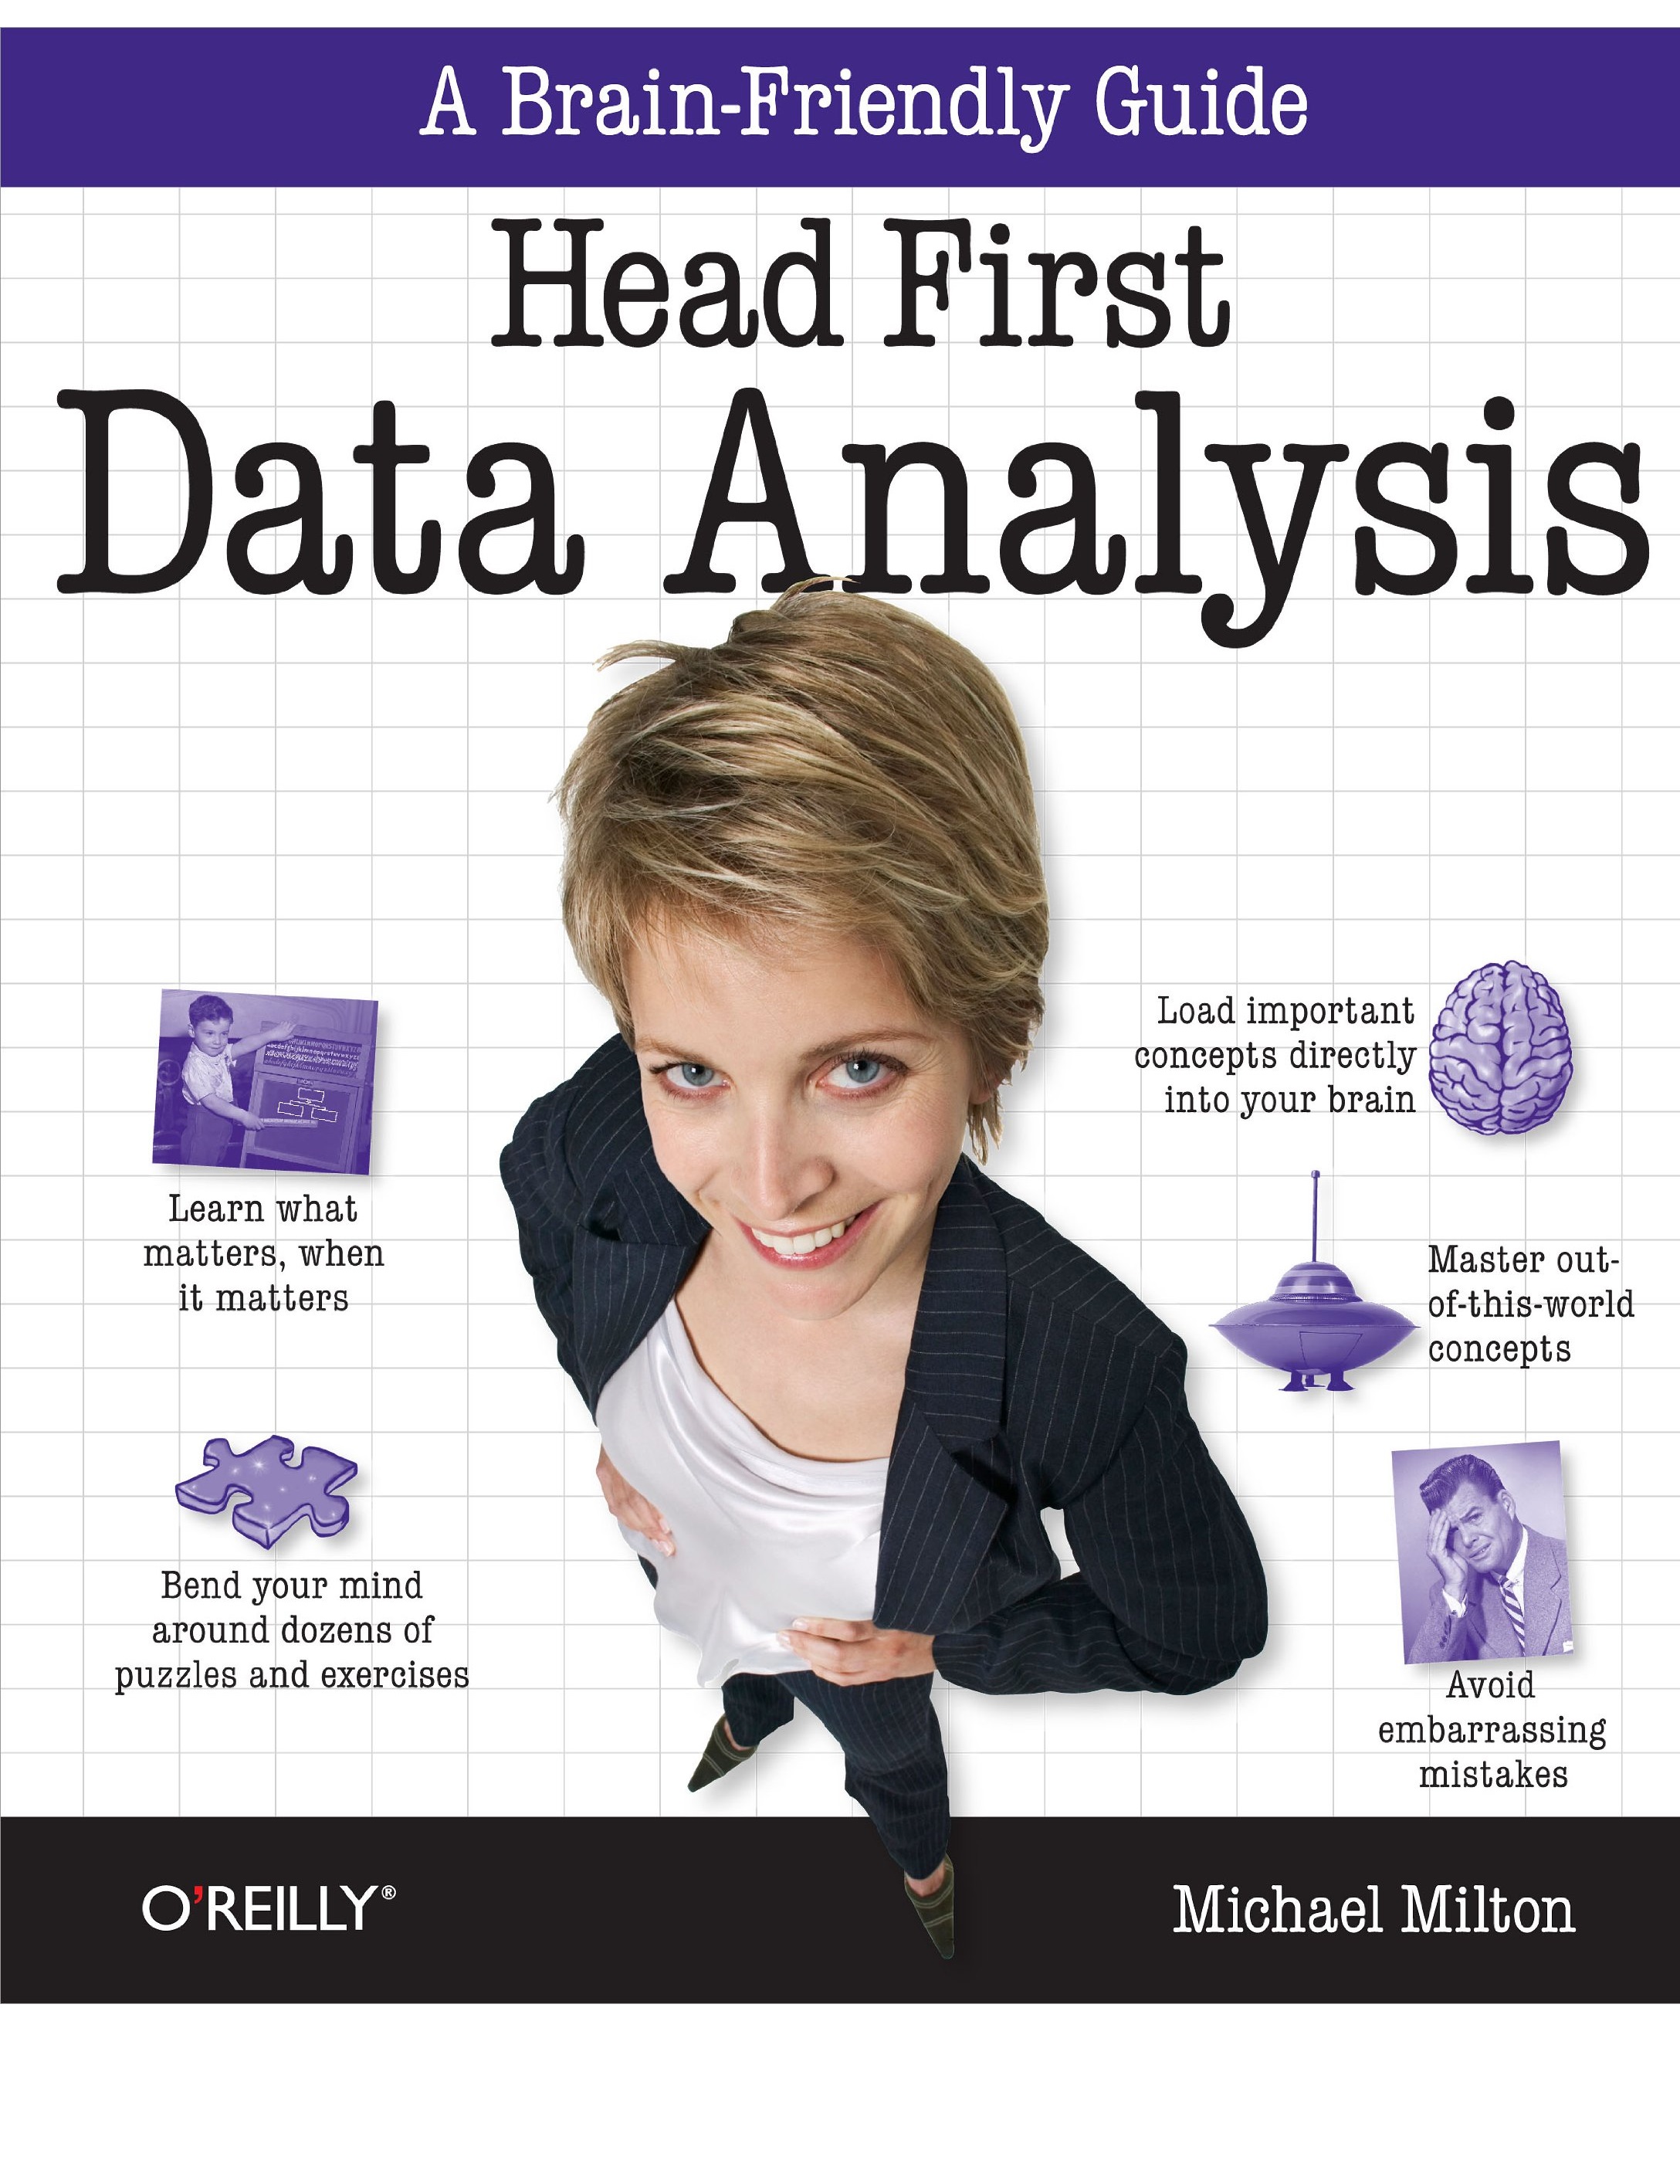 A Brain-Friendly Guide
Head First
Data Analysis
Load important
concepts directly
into your brain
Learn what
matters, when
it matters
Master out-
of-this-world
concepts
Bend your mind
around dozens of
puzzles and exercises
Avoid
embarrassing
mistakes
O'REILLY®
Michael Milton